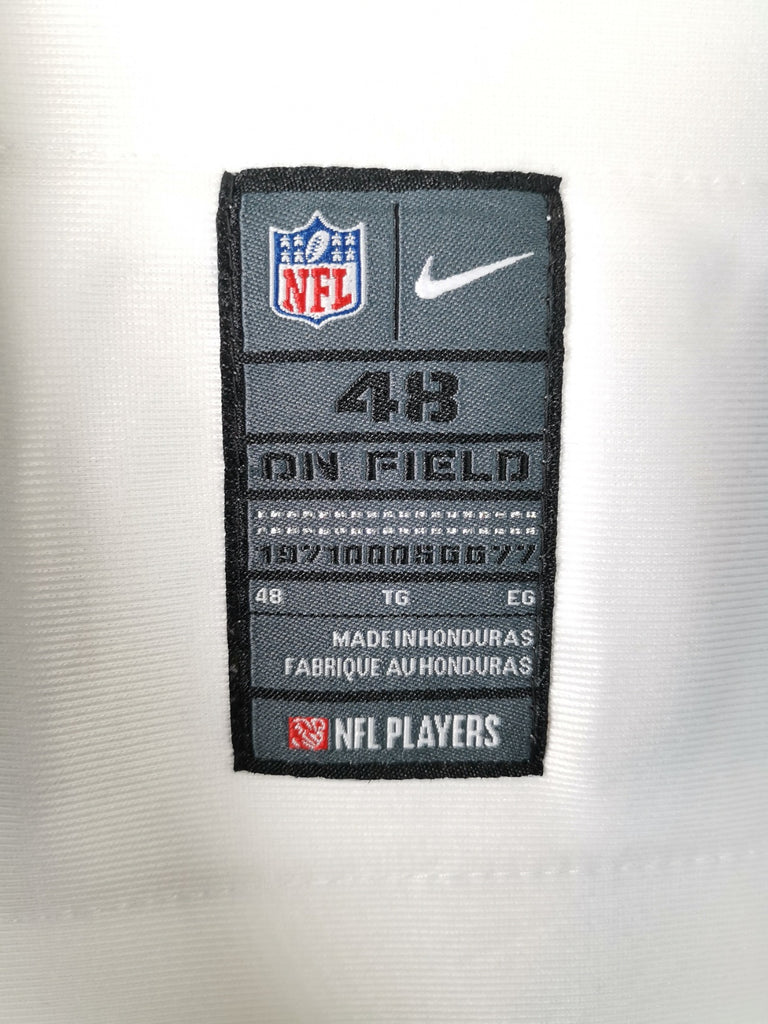 NFL
48
ON FIELD
1971000SGG77
48 TG EG
MADE IN HONDURAS
FABRIQUE AU HONDURAS
NFL PLAYERS